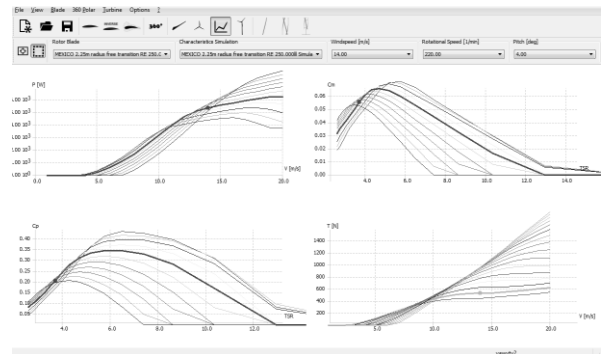 File View 360 Polar Turbine Options ?
360°
Rotor Blade
Characteristics Simulation
Windspeed [m/s]
Rotational Speed [1/min]
Pitch [deg]
MEXICO 2.25m radius free transition RE 250.C
MEXICO 2.25m radius free transition RE 250.000B Simula
14.00
220.00
4.00
P [W]
5.0
10.0
15.0
20.0
0.0
V [m/s]
Cm
0.06
0.05
0.04
0.03
0.02
0.01
0.00
TSR
4.0
6.0
8.0
10.0
12.0
14.0
Cp
0.40
0.35
0.30
0.25
0.20
0.15
0.10
0.05
TSR
4.0
6.0
8.0
10.0
12.0
T [N]
1400
1200
1000
800
600
400
200
V [m/s]
5.0
10.0
15.0
20.0